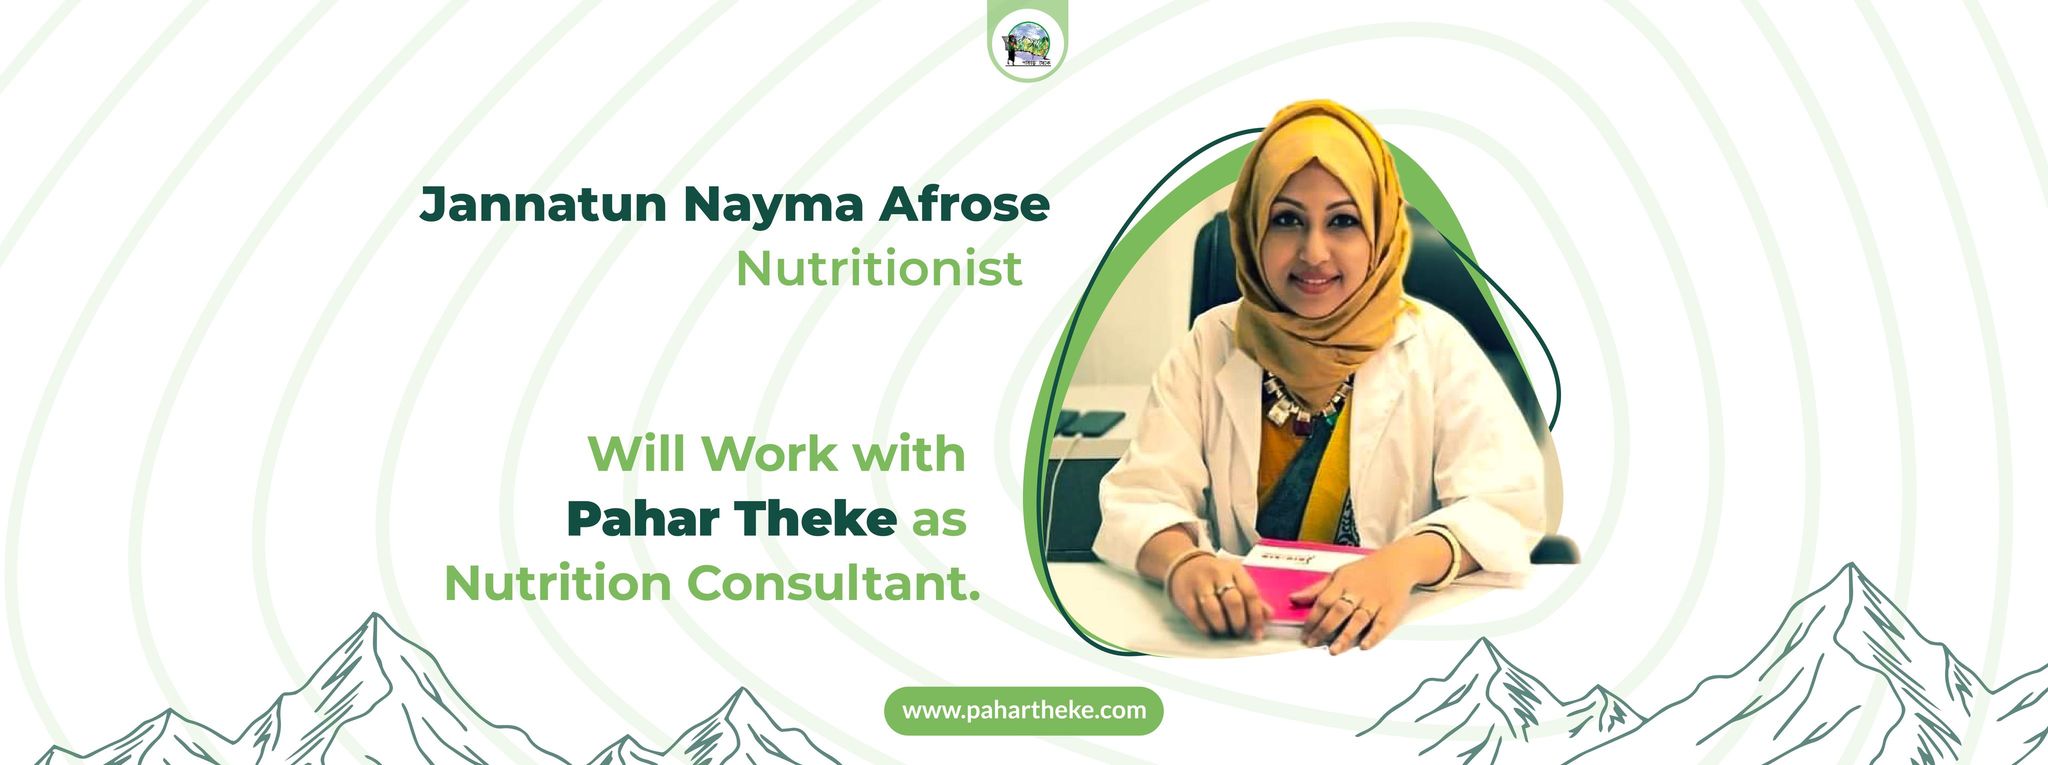 পাহাড় থেকে
Jannatun Nayma Afrose
Nutritionist
Will Work with
Pahar Theke as
Nutrition Consultant.
www.pahartheke.com